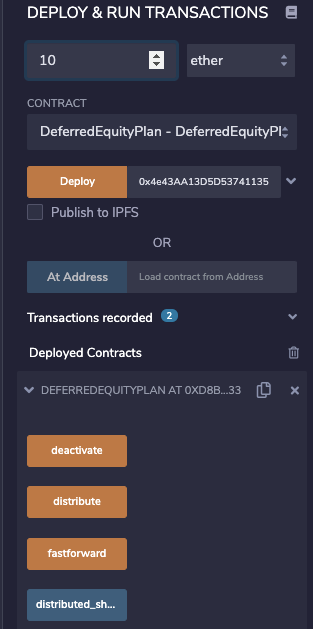 DEPLOY & RUN TRANSACTIONS
10 ether
CONTRACT
DeferredEquityPlan - DeferredEquityPl
Deploy 0x4e43AA13D5D53741135
Publish to IPFS
OR
At Address Load contract from Address
Transactions recorded 2
Deployed Contracts
DEFERREDEQUITYPLAN AT 0XD8B...33
deactivate
distribute
fastforward
distributed_sh...